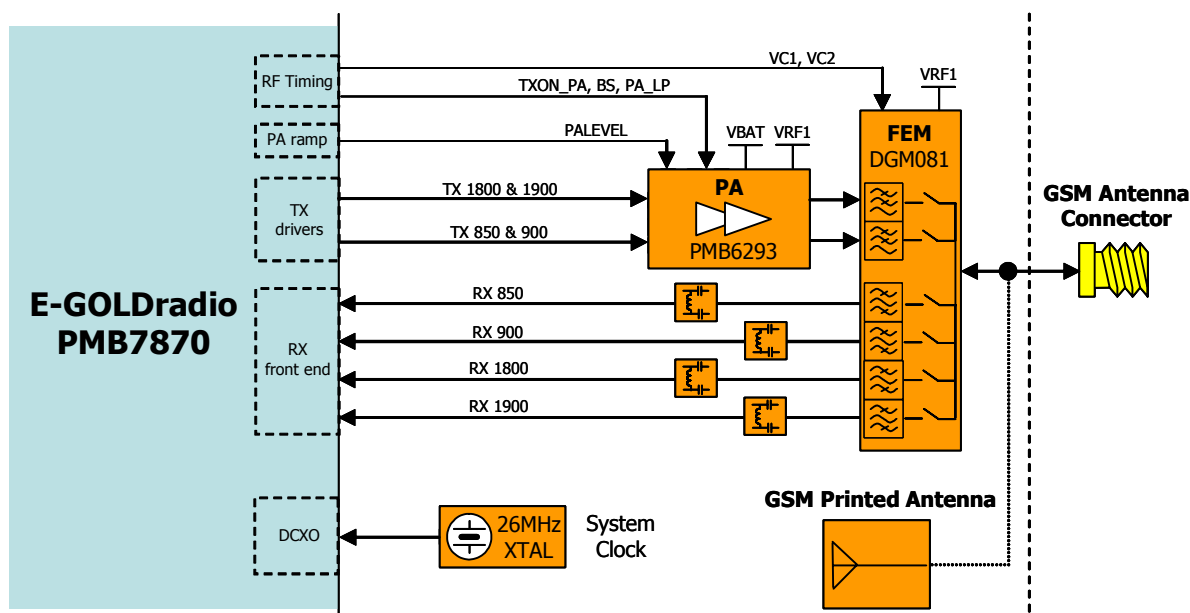 RF Timing
VC1, VC2
VRF1
TXON_PA, BS, PA_LP
PA ramp
PALEVEL
VBAT
VRF1
FEM
DGM081
TX
drivers
TX 1800 & 1900
TX 850 & 900
PA
PMB6293
GSM Antenna
Connector
E-GOLDradio
PMB7870
RX
front end
RX 850
RX 900
RX 1800
RX 1900
GSM Printed Antenna
DCXO
26MHz
XTAL
System
Clock